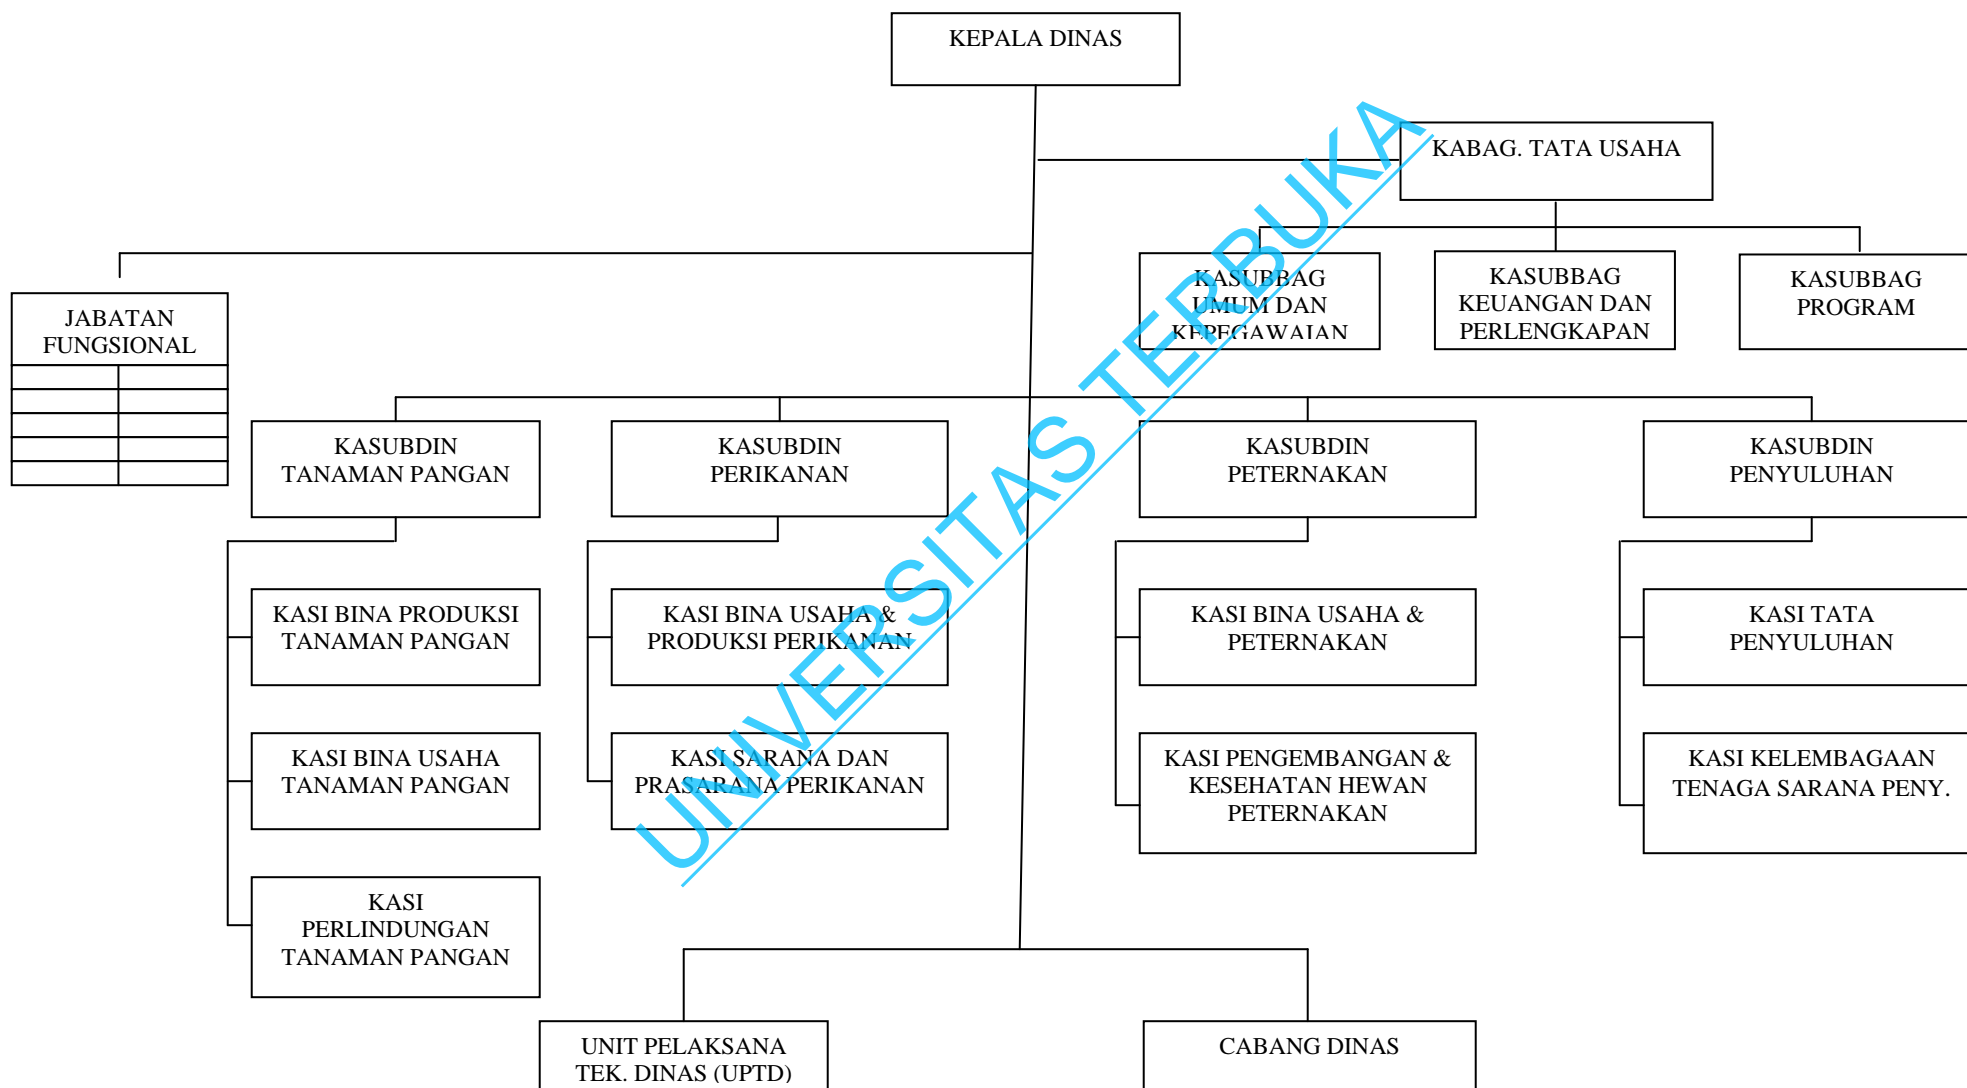 KEPALA DINAS
KABAG. TATA USAHA
KASUBBAG
UMUM DAN
KEPEGAWAIAN
KASUBBAG
KEUANGAN DAN
PERLENGKAPAN
KASUBBAG
PROGRAM
JABATAN
FUNGSIONAL
KASUBDIN
TANAMAN PANGAN
KASUBDIN
PERIKANAN
KASUBDIN
PETERNAKAN
KASUBDIN
PENYULUHAN
KASI BINA PRODUKSI
TANAMAN PANGAN
KASI BINA USAHA &
PRODUKSI PERIKANAN
KASI BINA USAHA &
PETERNAKAN
KASI TATA
PENYULUHAN
KASI BINA USAHA
TANAMAN PANGAN
KASI SARANA DAN
PRASARANA PERIKANAN
KASI PENGEMBANGAN &
KESEHATAN HEWAN
PETERNAKAN
KASI KELEMBAGAAN
TENAGA SARANA PENY.
KASI
PERLINDUNGAN
TANAMAN PANGAN
UNIT PELAKSANA
TEK. DINAS (UPTD)
CABANG DINAS
UNIVERSITAS TERBUKA